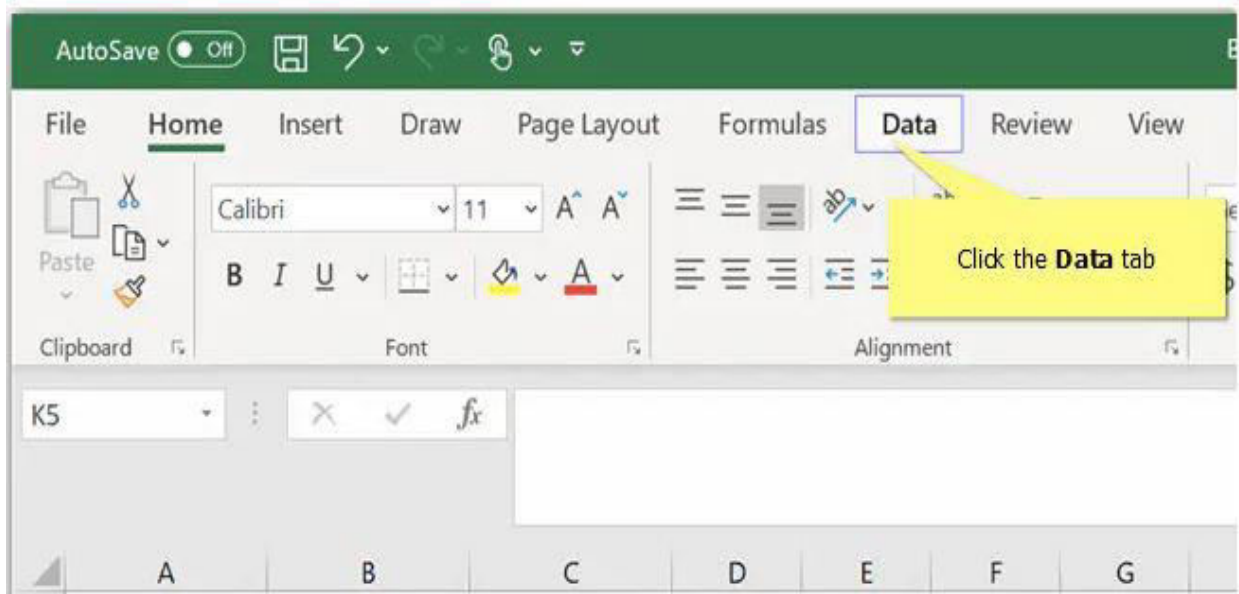 AutoSave Off
File Home Insert Draw Page Layout Formulas Data Review View
Calibri 11 A A
Paste
B I U A
Click the Data tab
Clipboard Font Alignment
K5 fx
A B C D E F G